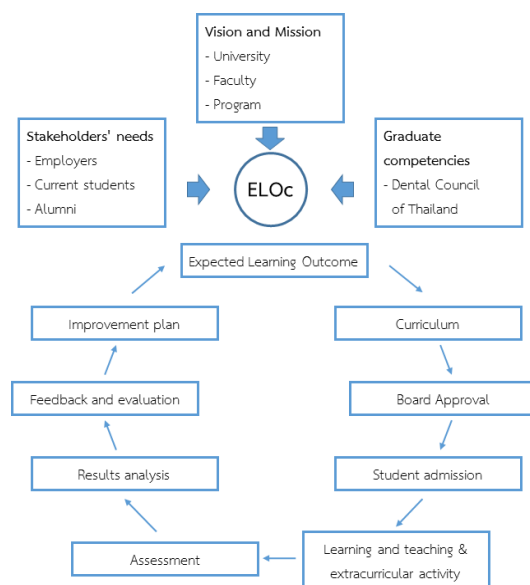 Vision and Mission
- University
- Faculty
- Program
Stakeholders' needs
- Employers
- Current students
- Alumni
ELOc
Graduate
competencies
- Dental Council
of Thailand
Expected Learning Outcome
Improvement plan
Curriculum
Feedback and evaluation
Board Approval
Results analysis
Student admission
Assessment
Learning and teaching &
extracurricular activity